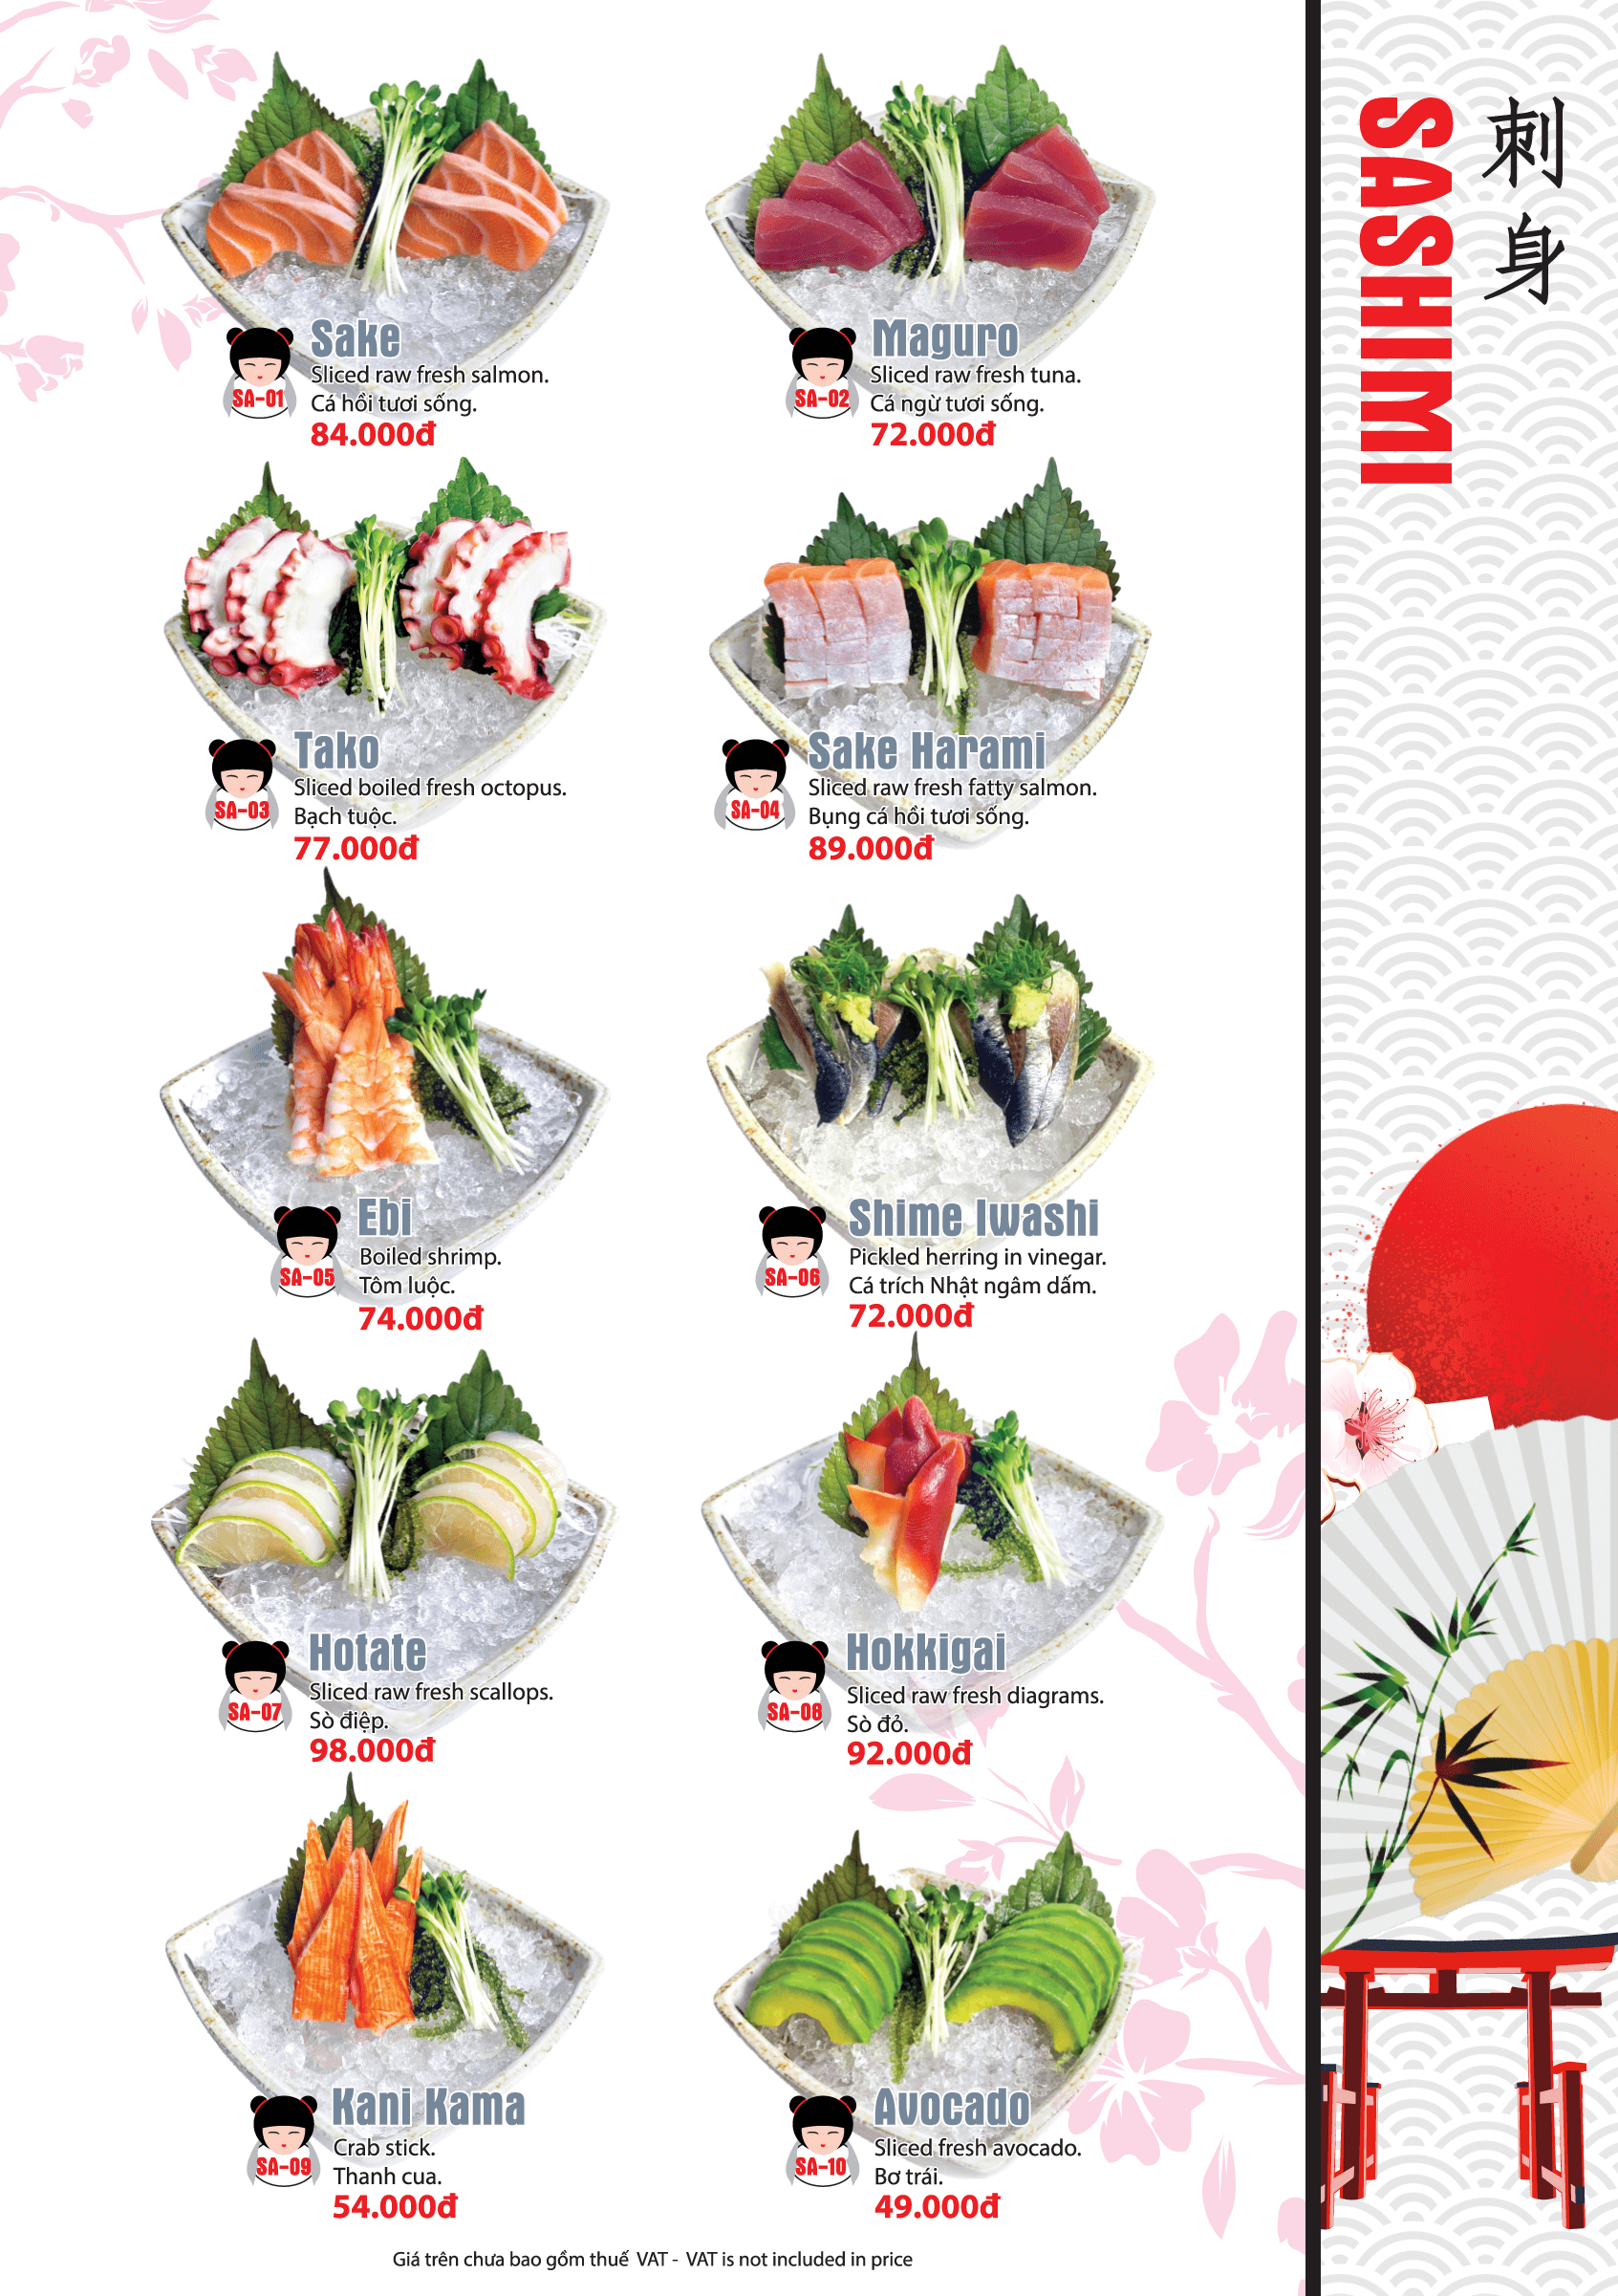 刺身
SASHIMI
Sake
SA-01
Sliced raw fresh salmon.
Cá hồi tươi sống.
84.000đ
Maguro
SA-02
Sliced raw fresh tuna.
Cá ngừ tươi sống.
72.000đ
Tako
SA-03
Sliced boiled fresh octopus.
Bạch tuộc.
77.000đ
Sake Harami
SA-04
Sliced raw fresh fatty salmon.
Bụng cá hồi tươi sống.
89.000đ
Ebi
SA-05
Boiled shrimp.
Tôm luộc.
74.000đ
Shime Iwashi
SA-06
Pickled herring in vinegar.
Cá trích Nhật ngâm dấm.
72.000đ
Hotate
SA-07
Sliced raw fresh scallops.
Sò điệp.
98.000đ
Hokkigai
SA-08
Sliced raw fresh diagrams.
Sò đỏ.
92.000đ
Kani Kama
SA-09
Crab stick.
Thanh cua.
54.000đ
Avocado
SA-10
Sliced fresh avocado.
Bơ trái.
49.000đ
Giá trên chưa bao gồm thuế VAT - VAT is not included in price